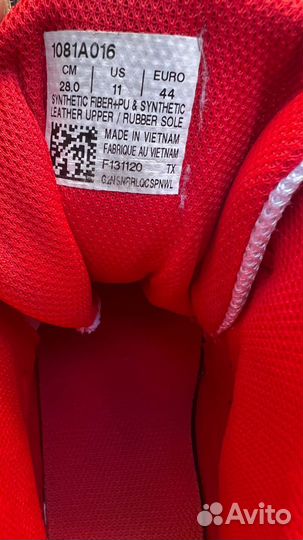 1081A016
CM US EURO
28.0 11 44
SYNTHETIC FIBER+PU & SYNTHETIC
LEATHER UPPER / RUBBER SOLE
MADE IN VIETNAM
FABRIQUE AU VIETNAM
F131120 TX
Avito